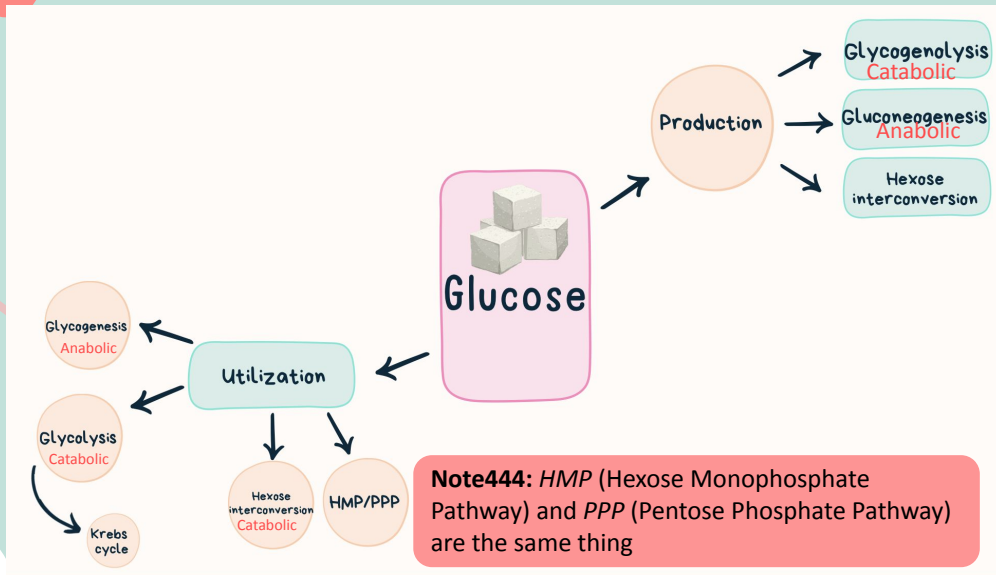 Glycogenolysis
Catabolic
Production
Gluconeogenesis
Anabolic
Hexose
interconversion
Glucose
Glycogenesis
Anabolic
Utilization
Glycolysis
Catabolic
Hexose
interconversion
Catabolic
HMP/PPP
Krebs
cycle
Note444: HMP (Hexose Monophosphate
Pathway) and PPP (Pentose Phosphate Pathway)
are the same thing